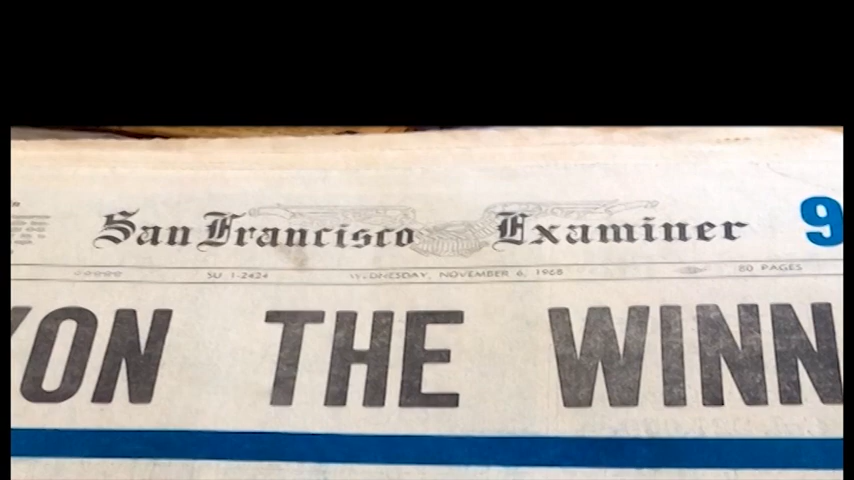 San Francisco Examiner 9
SU 1-2424 WEDNESDAY, NOVEMBER 6, 1968 80 PAGES
XON THE WINN